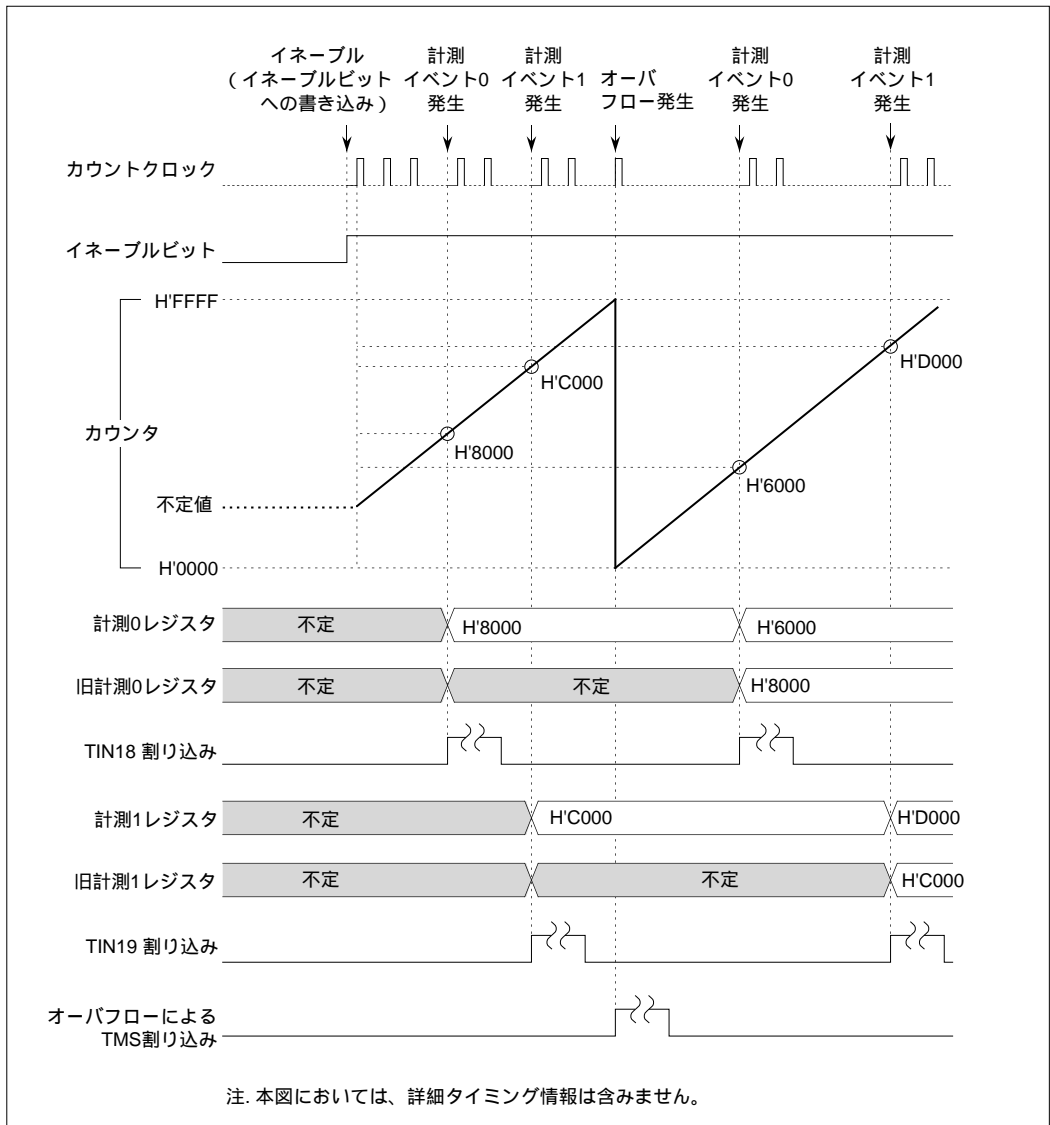 イネーブル
(イネーブルビット
への書き込み)
計測
イベント0
発生
計測
イベント1
発生
オーバ
フロー発生
計測
イベント0
発生
計測
イベント1
発生
カウントクロック
イネーブルビット
H'FFFF
H'D000
H'C000
カウンタ
H'8000
H'6000
不定値
H'0000
計測0レジスタ 不定 H'8000 H'6000
旧計測0レジスタ 不定 不定 H'8000
TIN18 割り込み
計測1レジスタ 不定 H'C000 H'D000
旧計測1レジスタ 不定 不定 H'C000
TIN19 割り込み
オーバフローによる
TMS割り込み
注. 本図においては、詳細タイミング情報は含みません。